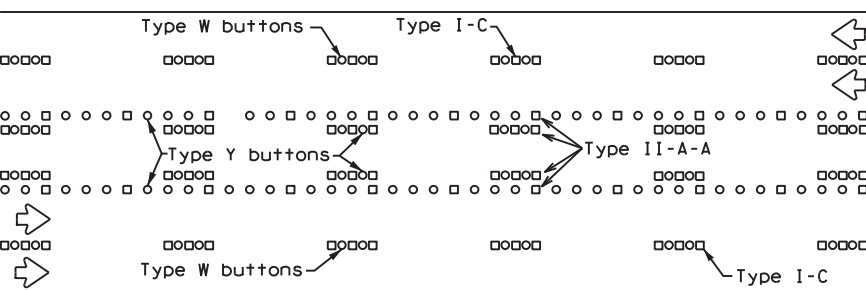 Type W buttons
Type I-C
Type Y buttons
Type II-A-A
Type W buttons
Type I-C